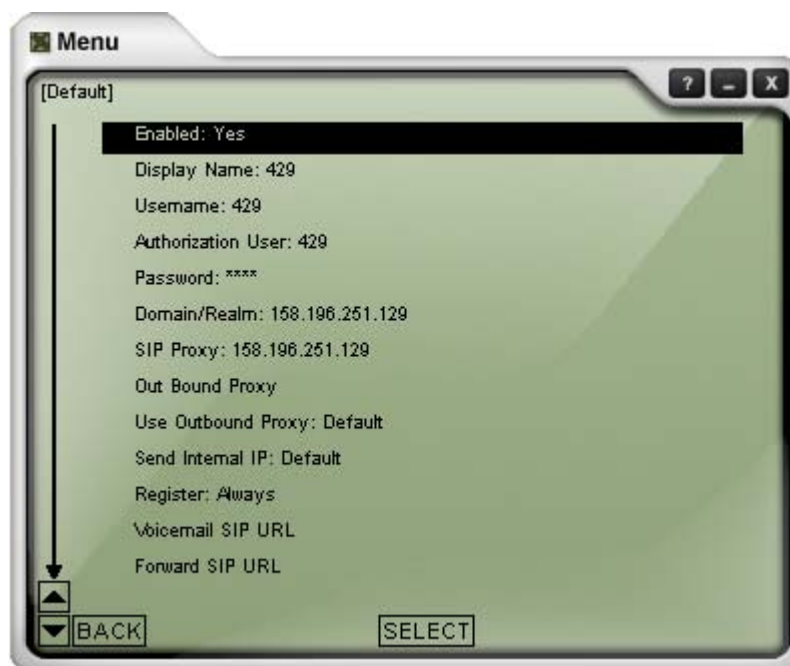 Menu
[Default]
? - X
Enabled: Yes
Display Name: 429
Username: 429
Authorization User: 429
Password: ****
Domain/Realm: 158.196.251.129
SIP Proxy: 158.196.251.129
Out Bound Proxy
Use Outbound Proxy: Default
Send Internal IP: Default
Register: Always
Voicemail SIP URL
Forward SIP URL
BACK
SELECT